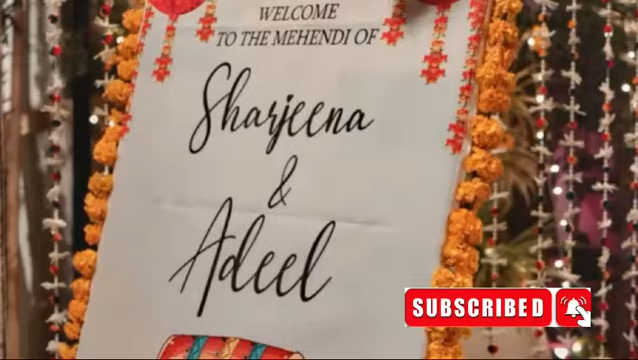 WELCOME
TO THE MEHENDI OF
Sharjeena
&
Adeel
SUBSCRIBED